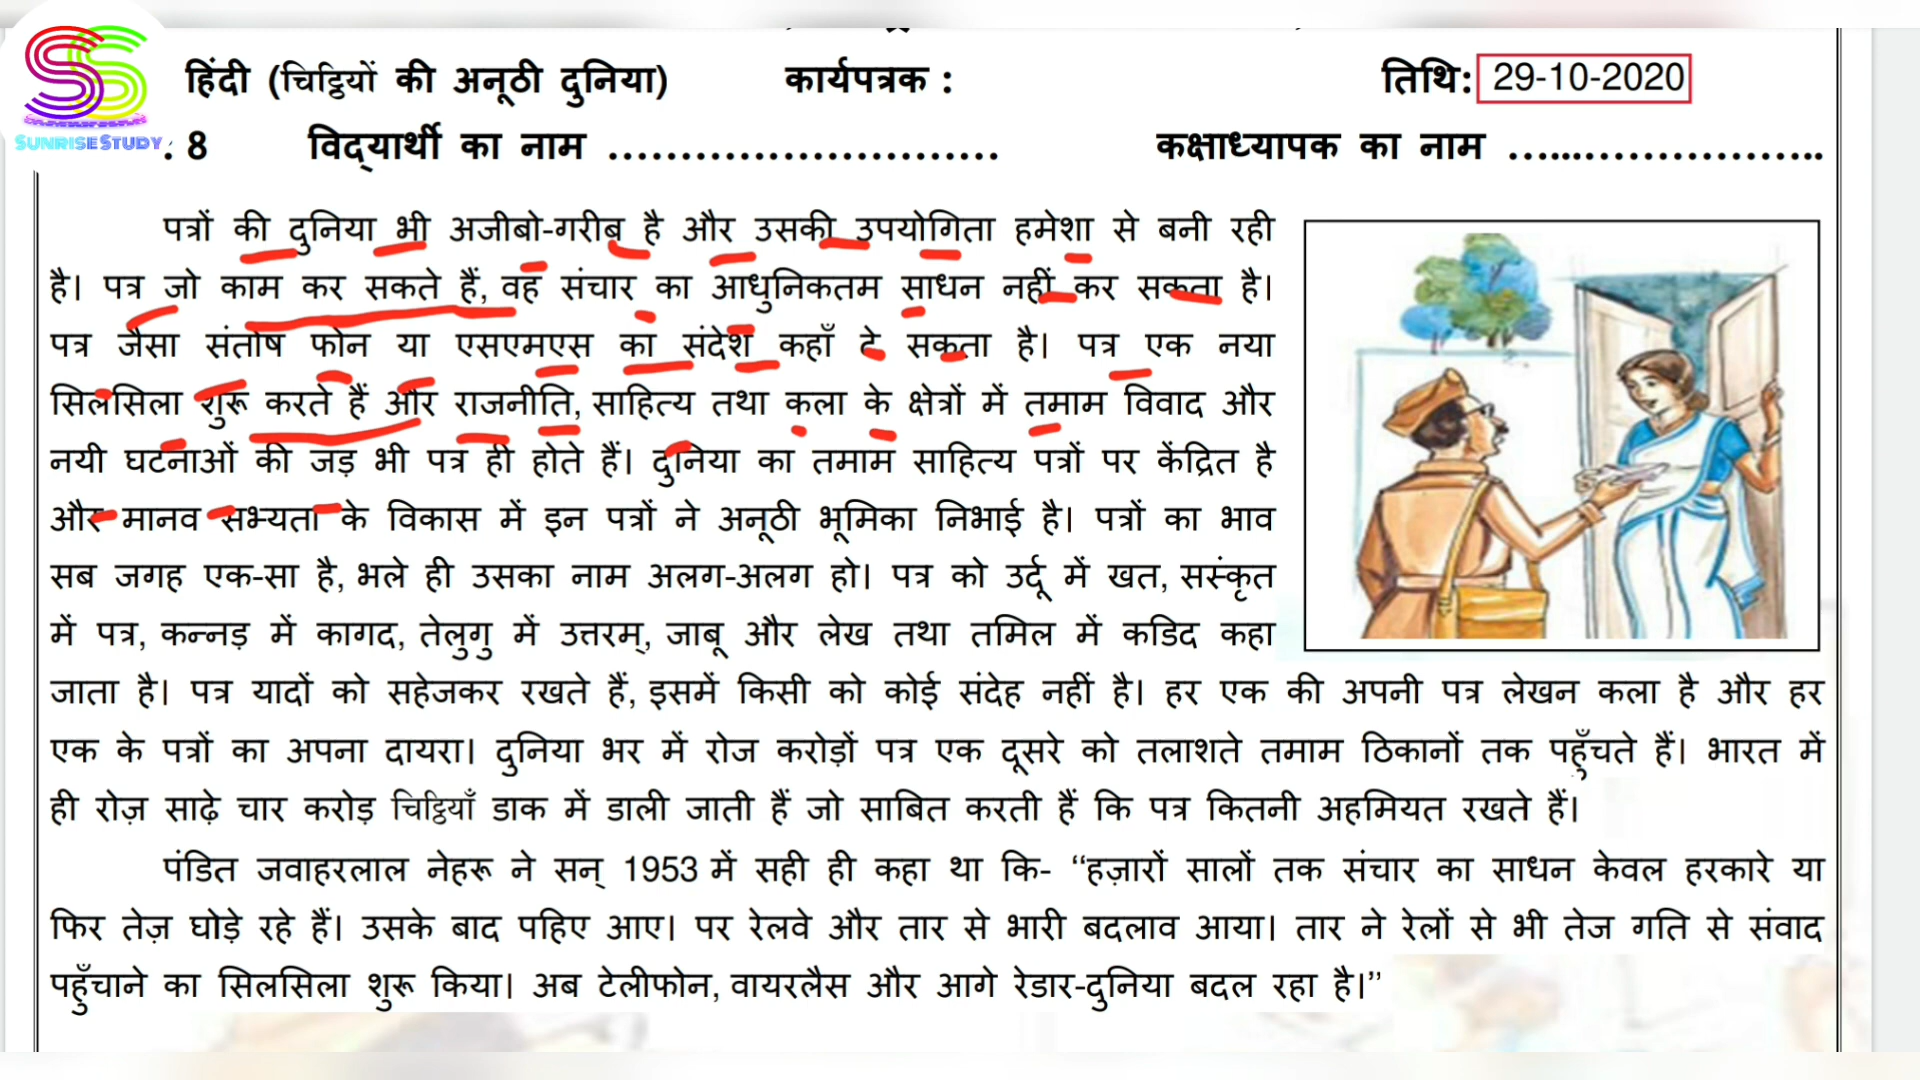 SS
SUNRISESTUDY
हिंदी (चिट्ठियों की अनूठी दुनिया) कार्यपत्रक : तिथि: 29-10-2020
: 8 विद्यार्थी का नाम ........................... कक्षाध्यापक का नाम ......................
पत्रों की दुनिया भी अजीबो-गरीब है और उसकी उपयोगिता हमेशा से बनी रही
है। पत्र जो काम कर सकते हैं, वह संचार का आधुनिकतम साधन नहीं कर सकता है।
पत्र जैसा संतोष फोन या एसएमएस का संदेश कहाँ दे सकता है। पत्र एक नया
सिलसिला शुरू करते हैं और राजनीति, साहित्य तथा कला के क्षेत्रों में तमाम विवाद और
नयी घटनाओं की जड़ भी पत्र ही होते हैं। दुनिया का तमाम साहित्य पत्रों पर केंद्रित है
और मानव सभ्यता के विकास में इन पत्रों ने अनूठी भूमिका निभाई है। पत्रों का भाव
सब जगह एक-सा है, भले ही उसका नाम अलग-अलग हो। पत्र को उर्दू में खत, सस्ंकृत
में पत्र, कन्नड़ में कागद, तेलुगु में उत्तरम्, जाबू और लेख तथा तमिल में कडिद कहा
जाता है। पत्र यादों को सहेजकर रखते हैं, इसमें किसी को कोई संदेह नहीं है। हर एक की अपनी पत्र लेखन कला है और हर
एक के पत्रों का अपना दायरा। दुनिया भर में रोज करोड़ों पत्र एक दूसरे को तलाशते तमाम ठिकानों तक पहुँचते हैं। भारत में
ही रोज़ साढ़े चार करोड़ चिट्ठियाँ डाक में डाली जाती हैं जो साबित करती हैं कि पत्र कितनी अहमियत रखते हैं।
पंडित जवाहरलाल नेहरू ने सन् 1953 में सही ही कहा था कि- ‘‘हज़ारों सालों तक संचार का साधन केवल हरकारे या
फिर तेज़ घोड़े रहे हैं। उसके बाद पहिए आए। पर रेलवे और तार से भारी बदलाव आया। तार ने रेलों से भी तेज गति से संवाद
पहुँचाने का सिलसिला शुरू किया। अब टेलीफोन, वायरलैस और आगे रेडार-दुनिया बदल रहा है।’’